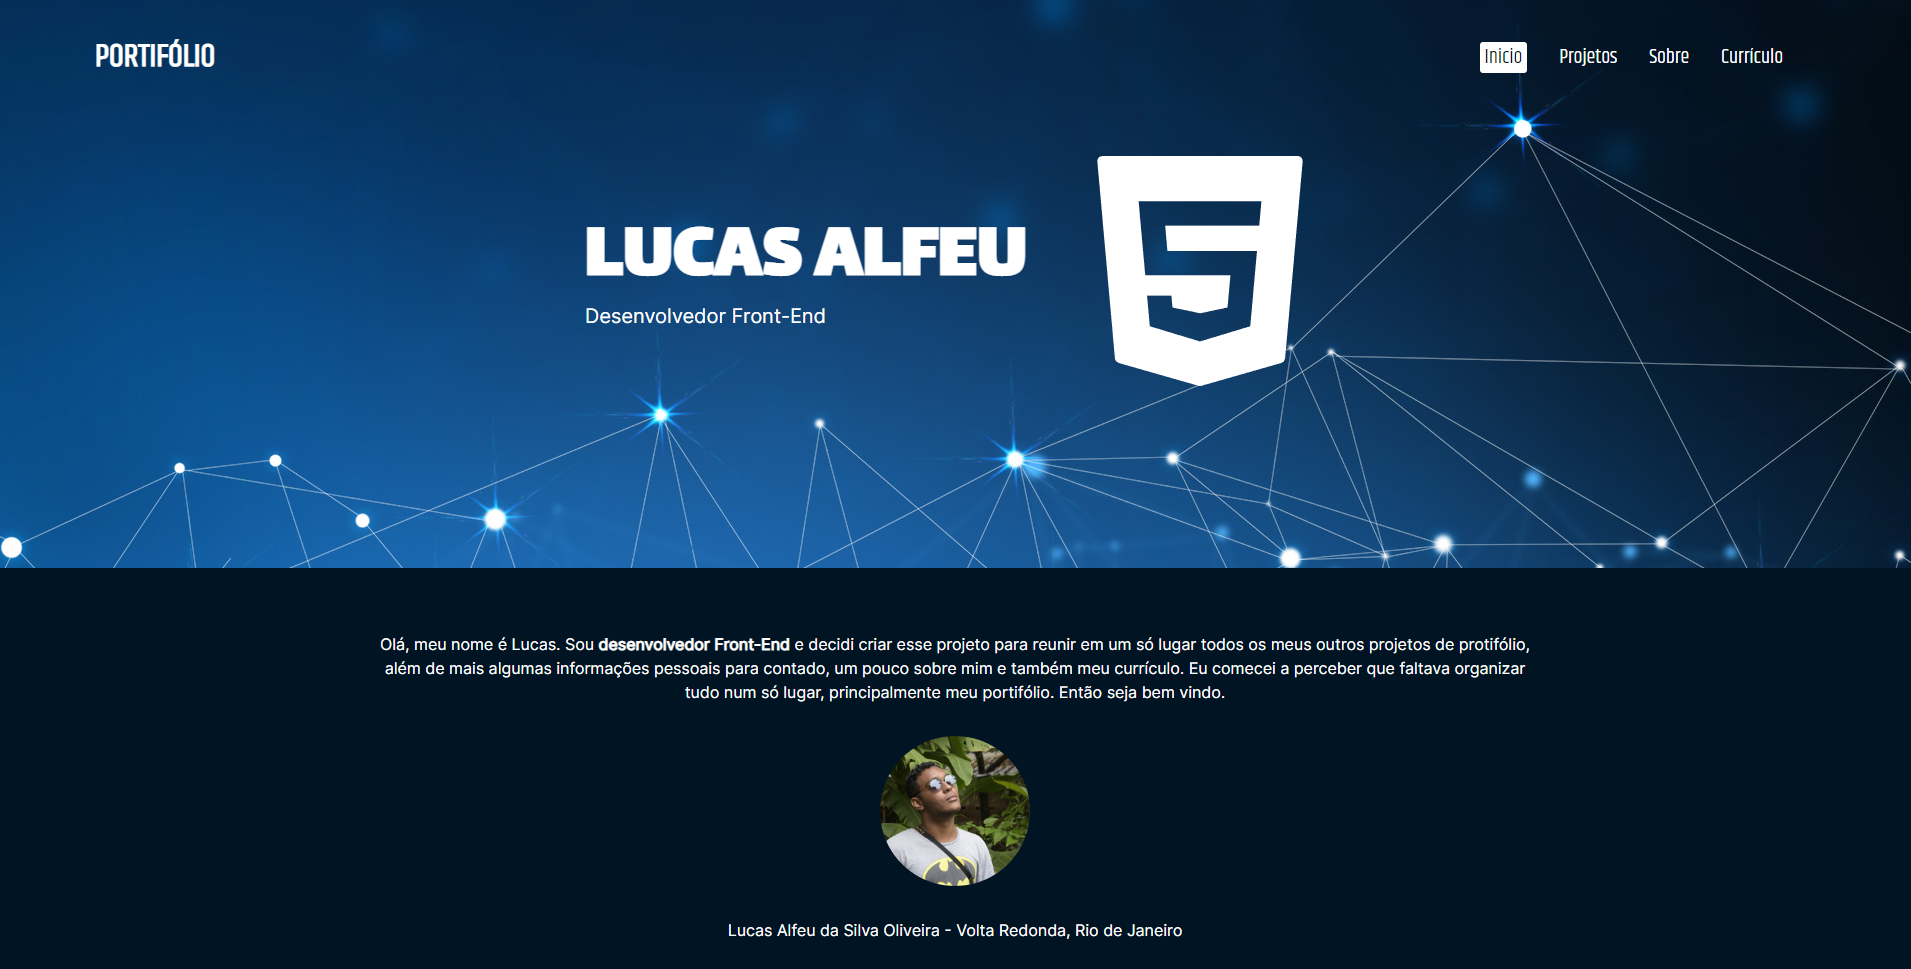 PORTIFÓLIO
Inicio Projetos Sobre Currículo
LUCAS ALFEU
Desenvolvedor Front-End
Olá, meu nome é Lucas. Sou desenvolvedor Front-End e decidi criar esse projeto para reunir em um só lugar todos os meus outros projetos de protifólio,
além de mais algumas informações pessoais para contado, um pouco sobre mim e também meu currículo. Eu comecei a perceber que faltava organizar
tudo num só lugar, principalmente meu portifólio. Então seja bem vindo.
Lucas Alfeu da Silva Oliveira - Volta Redonda, Rio de Janeiro